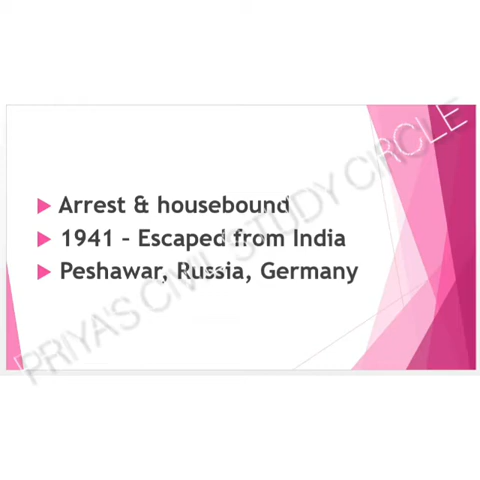 Arrest & housebound
1941 - Escaped from India
Peshawar, Russia, Germany
PRIYA'S CIVIL STUDY CIRCLE